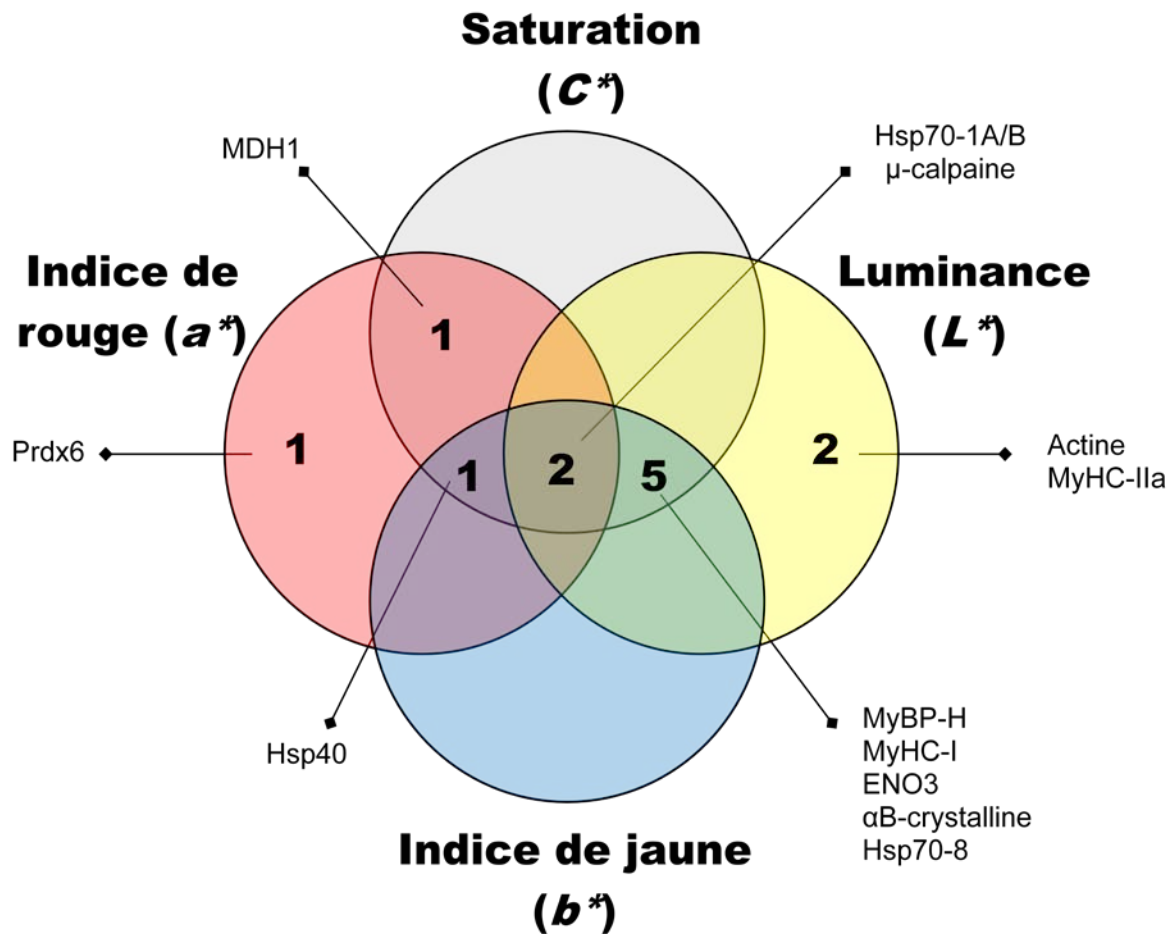 Saturation
(C*)
MDH1
Hsp70-1A/B
µ-calpaine
Indice de
rouge (a*)
Luminance
(L*)
1
Prdx6
1
1
2
5
2
Actine
MyHC-IIa
Hsp40
MyBP-H
MyHC-I
ENO3
αB-crystalline
Hsp70-8
Indice de jaune
(b*)